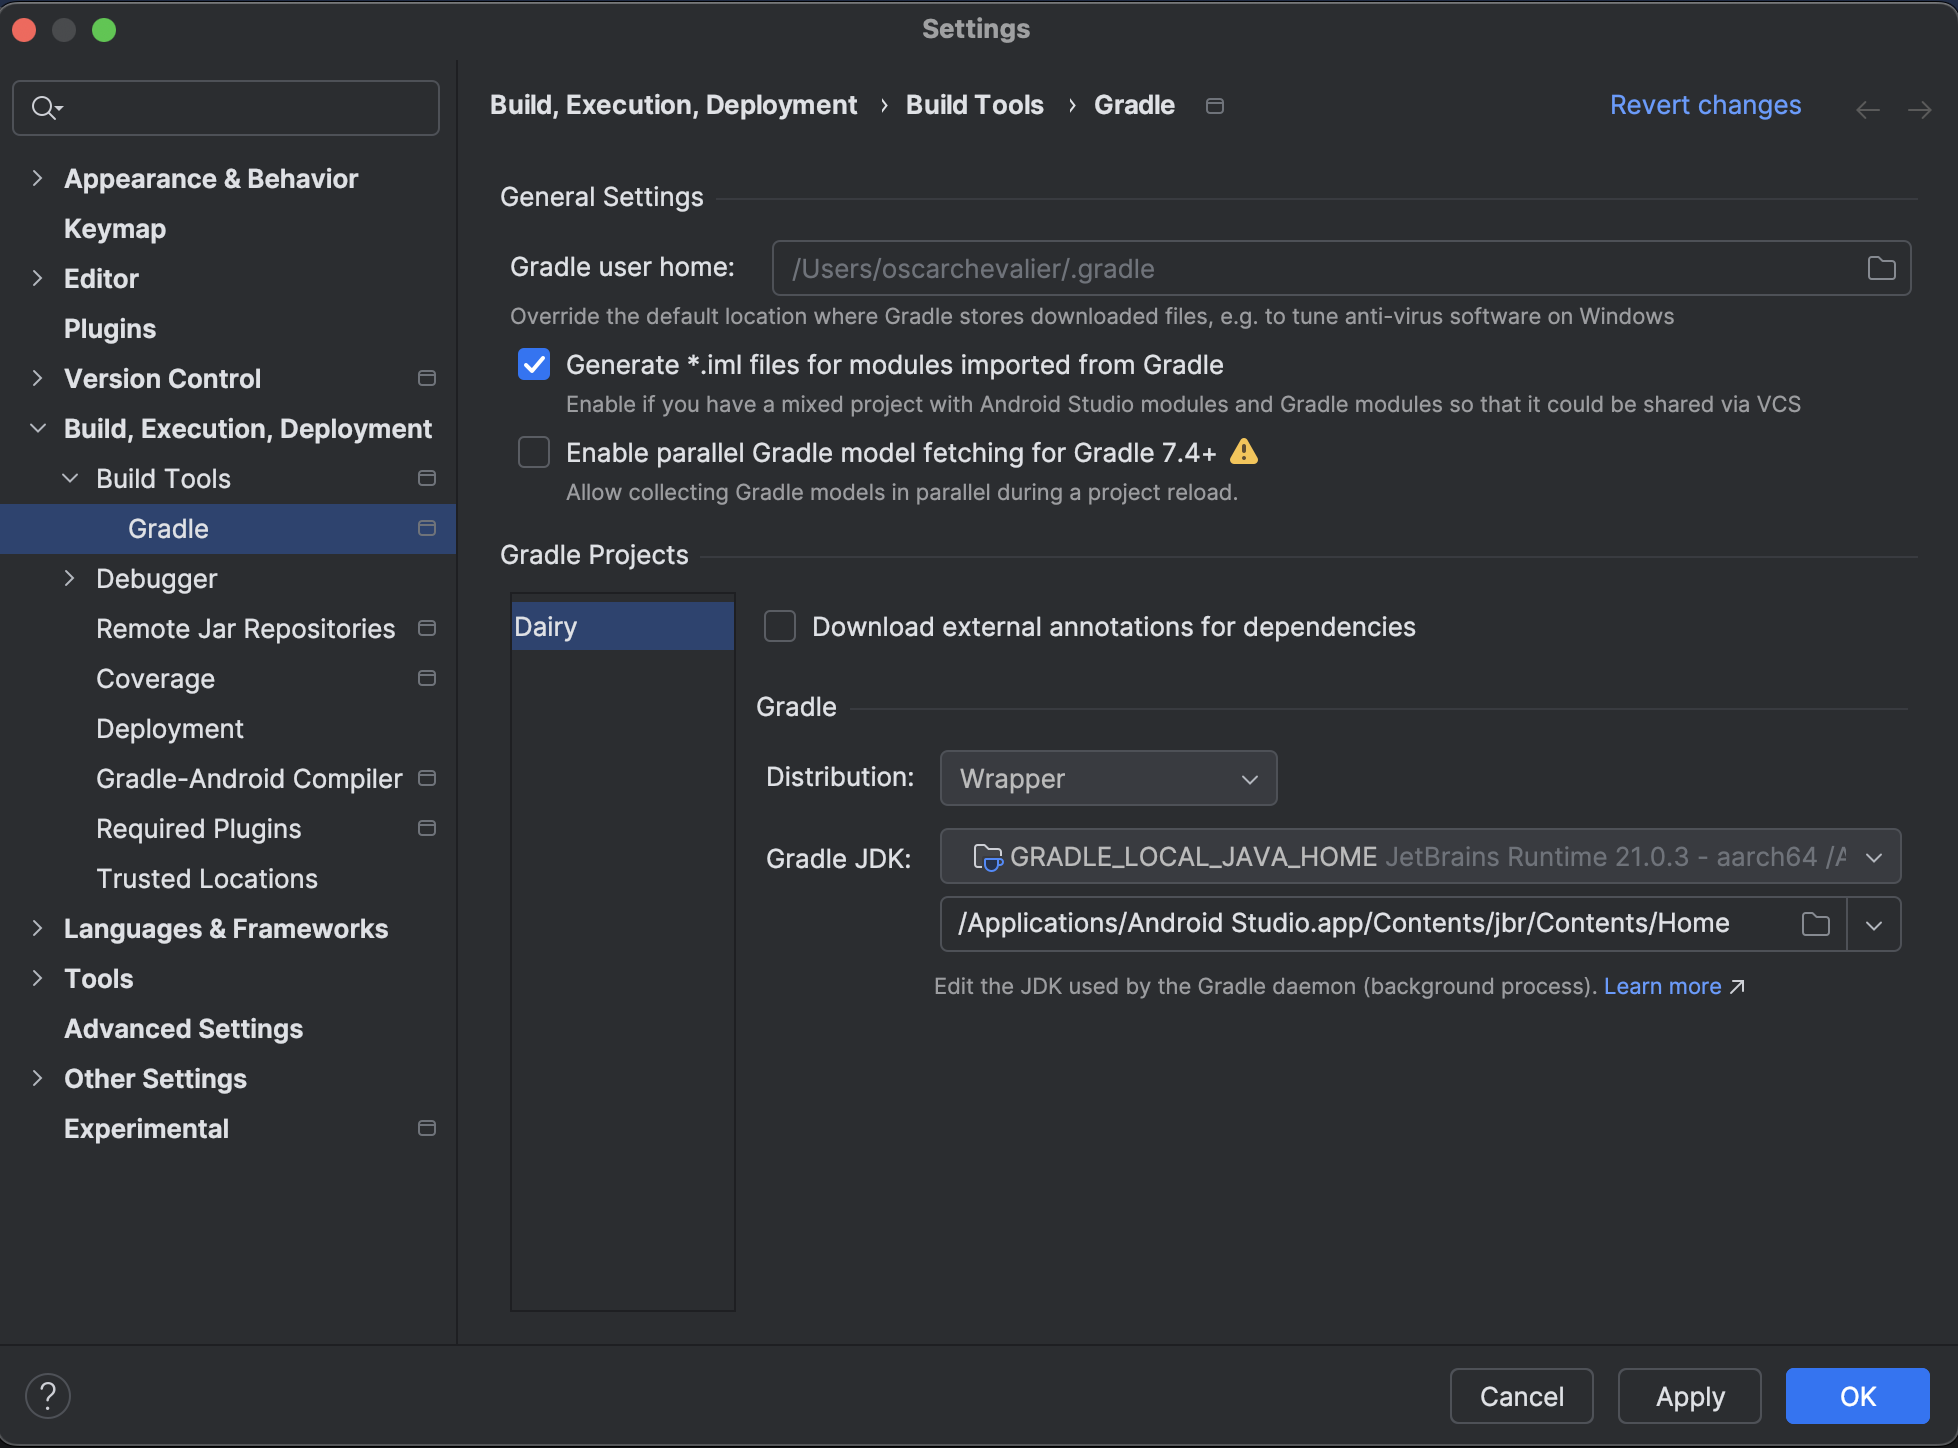 Settings
Build, Execution, Deployment › Build Tools › Gradle
Revert changes
Appearance & Behavior
Keymap
Editor
Plugins
Version Control
Build, Execution, Deployment
Build Tools
Gradle
Debugger
Remote Jar Repositories
Coverage
Deployment
Gradle-Android Compiler
Required Plugins
Trusted Locations
Languages & Frameworks
Tools
Advanced Settings
Other Settings
Experimental
General Settings
Gradle user home: /Users/oscarchevalier/.gradle
Override the default location where Gradle stores downloaded files, e.g. to tune anti-virus software on Windows
Generate *.iml files for modules imported from Gradle
Enable if you have a mixed project with Android Studio modules and Gradle modules so that it could be shared via VCS
Enable parallel Gradle model fetching for Gradle 7.4+
Allow collecting Gradle models in parallel during a project reload.
Gradle Projects
Dairy
Download external annotations for dependencies
Gradle
Distribution: Wrapper
Gradle JDK: GRADLE_LOCAL_JAVA_HOME JetBrains Runtime 21.0.3 - aarch64 /A
/Applications/Android Studio.app/Contents/jbr/Contents/Home
Edit the JDK used by the Gradle daemon (background process). Learn more ↗
?
Cancel
Apply
OK